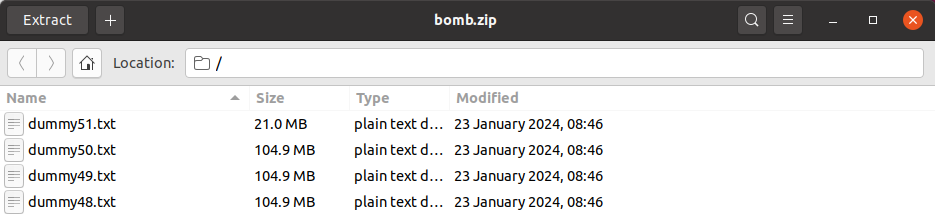 Extract + bomb.zip
Location: /
Name Size Type Modified
dummy51.txt 21.0 MB plain text d... 23 January 2024, 08:46
dummy50.txt 104.9 MB plain text d... 23 January 2024, 08:46
dummy49.txt 104.9 MB plain text d... 23 January 2024, 08:46
dummy48.txt 104.9 MB plain text d... 23 January 2024, 08:46